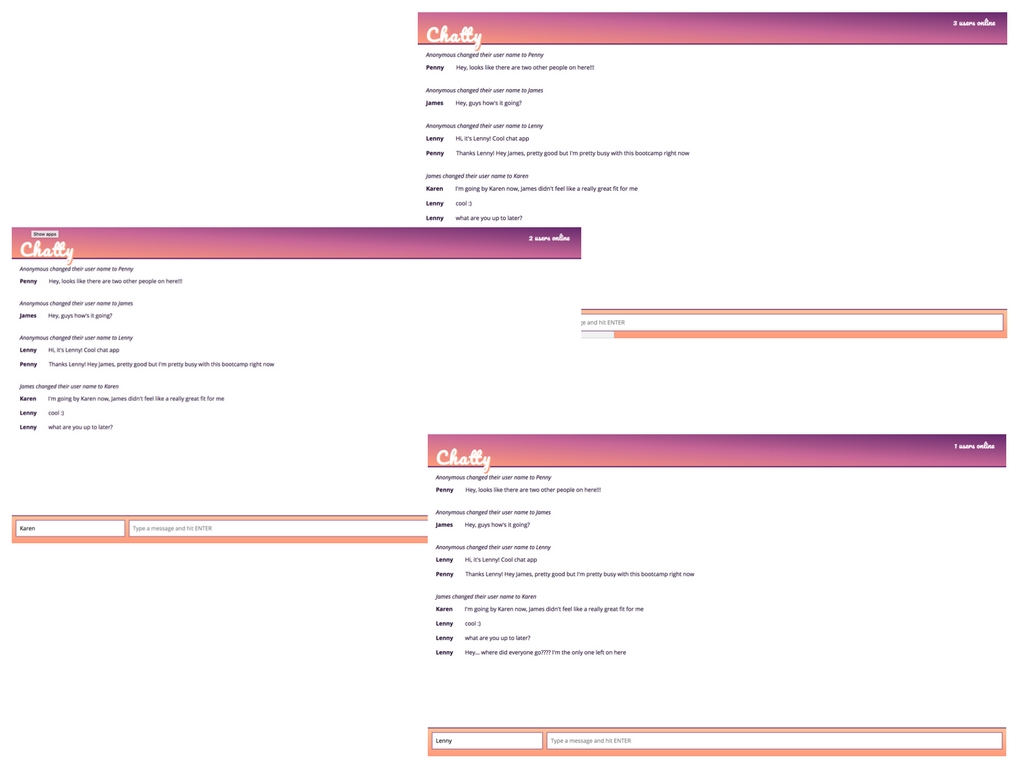 Chatty
3 users online
Anonymous changed their user name to Penny
Penny Hey, looks like there are two other people on here!!!
Anonymous changed their user name to James
James Hey, guys how's it going?
Anonymous changed their user name to Lenny
Lenny Hi, it's Lenny! Cool chat app
Penny Thanks Lenny! Hey James, pretty good but I'm pretty busy with this bootcamp right now
James changed their user name to Karen
Karen I'm going by Karen now, James didn't feel like a really great fit for me
Lenny cool :)
Lenny what are you up to later?
ge and hit ENTER
Show apps
Chatty
2 users online
Anonymous changed their user name to Penny
Penny Hey, looks like there are two other people on here!!!
Anonymous changed their user name to James
James Hey, guys how's it going?
Anonymous changed their user name to Lenny
Lenny Hi, it's Lenny! Cool chat app
Penny Thanks Lenny! Hey James, pretty good but I'm pretty busy with this bootcamp right now
James changed their user name to Karen
Karen I'm going by Karen now, James didn't feel like a really great fit for me
Lenny cool :)
Lenny what are you up to later?
Karen Type a message and hit ENTER
Chatty
1 users online
Anonymous changed their user name to Penny
Penny Hey, looks like there are two other people on here!!!
Anonymous changed their user name to James
James Hey, guys how's it going?
Anonymous changed their user name to Lenny
Lenny Hi, it's Lenny! Cool chat app
Penny Thanks Lenny! Hey James, pretty good but I'm pretty busy with this bootcamp right now
James changed their user name to Karen
Karen I'm going by Karen now, James didn't feel like a really great fit for me
Lenny cool :)
Lenny what are you up to later?
Lenny Hey... where did everyone go???? I'm the only one left on here
Lenny Type a message and hit ENTER